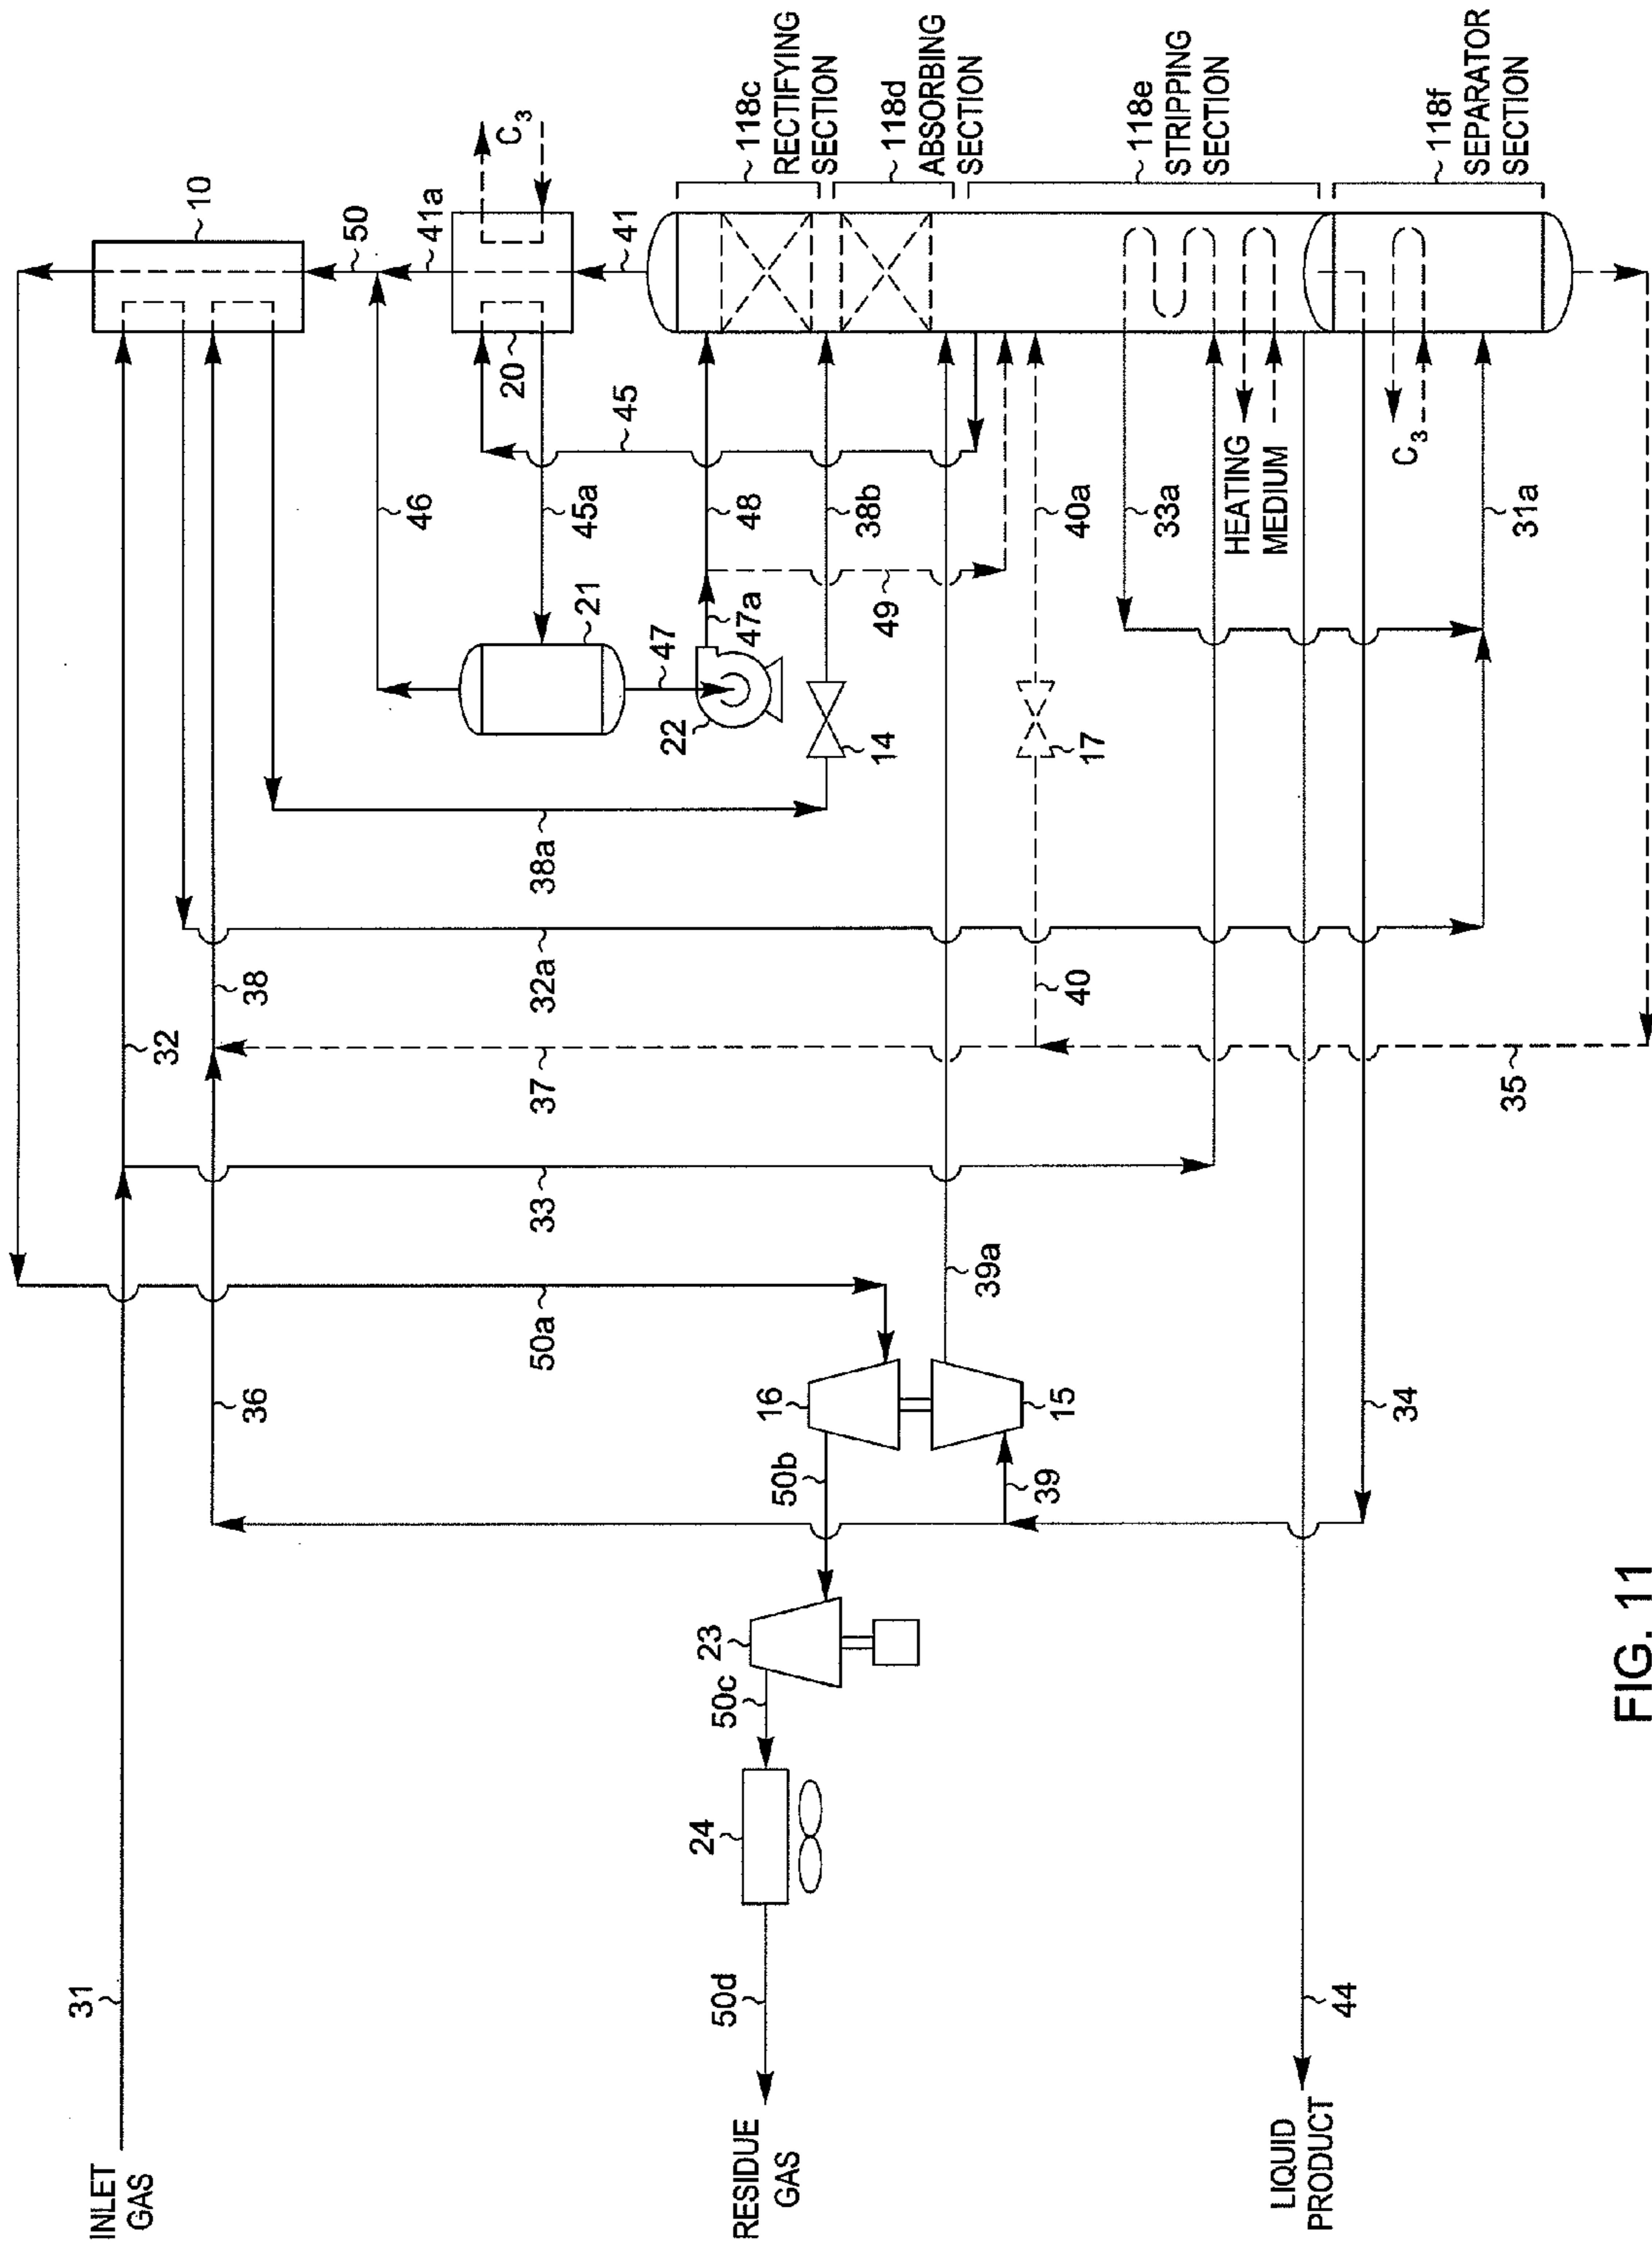 INLET
GAS
31
32
33
36
38
37
32a
38a
10
50
41a
C3
41
20
45
45a
46
21
47
47a
22
48
49
14
38b
17
40
40a
118c
RECTIFYING
SECTION
118d
ABSORBING
SECTION
118e
STRIPPING
SECTION
118f
SEPARATOR
SECTION
33a
HEATING
MEDIUM
C3
31a
35
34
39
39a
15
16
50a
50b
23
50c
24
50d
RESIDUE
GAS
44
LIQUID
PRODUCT
FIG. 11